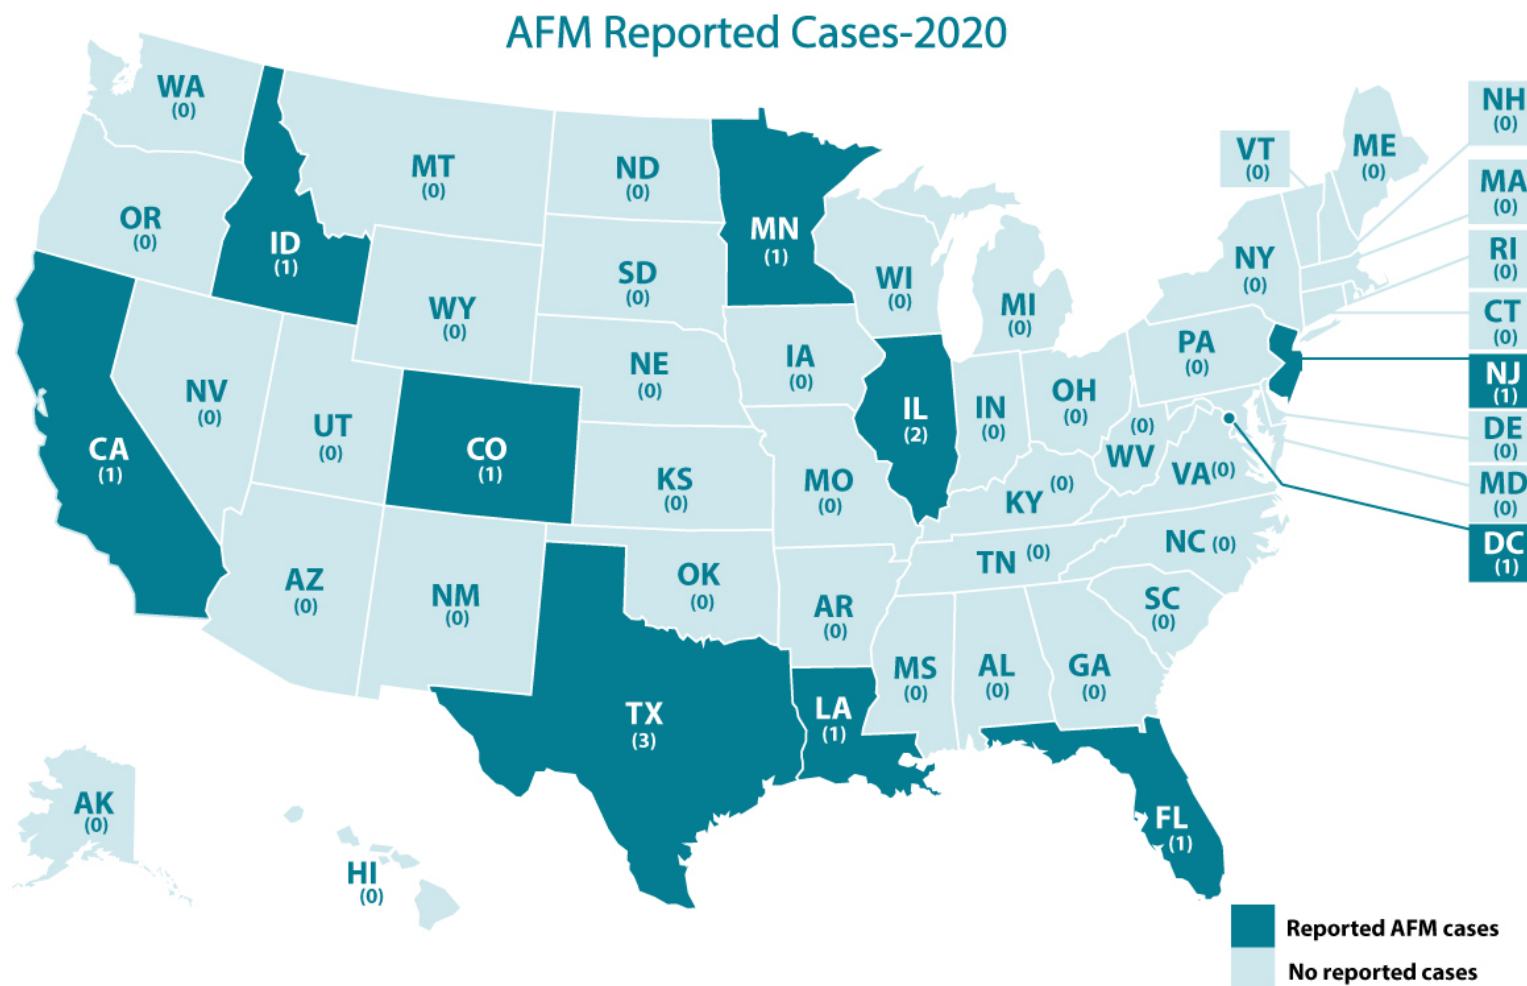 AFM Reported Cases-2020
WA
(0)
OR
(0)
ID
(1)
MT
(0)
ND
(0)
MN
(1)
SD
(0)
WY
(0)
WI
(0)
MI
(0)
NY
(0)
VT
(0)
ME
(0)
NH
(0)
MA
(0)
RI
(0)
CT
(0)
NJ
(1)
DE
(0)
MD
(0)
DC
(1)
CA
(1)
NV
(0)
UT
(0)
CO
(1)
NE
(0)
IA
(0)
IL
(2)
IN
(0)
OH
(0)
PA
(0)
(0)
WV
VA(0)
KS
(0)
MO
(0)
KY (0)
AZ
(0)
NM
(0)
OK
(0)
AR
(0)
TN (0)
NC (0)
SC
(0)
TX
(3)
LA
(1)
MS
(0)
AL
(0)
GA
(0)
FL
(1)
AK
(0)
HI
(0)
Reported AFM cases
No reported cases